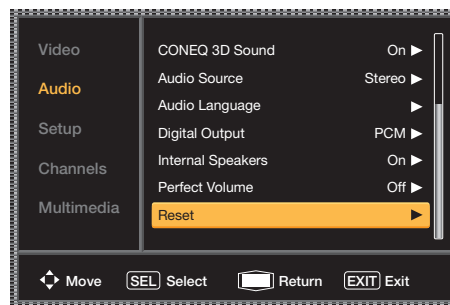 Video
Audio
Setup
Channels
Multimedia
CONEQ 3D Sound On
Audio Source Stereo
Audio Language
Digital Output PCM
Internal Speakers On
Perfect Volume Off
Reset
Move SEL Select Return EXIT Exit